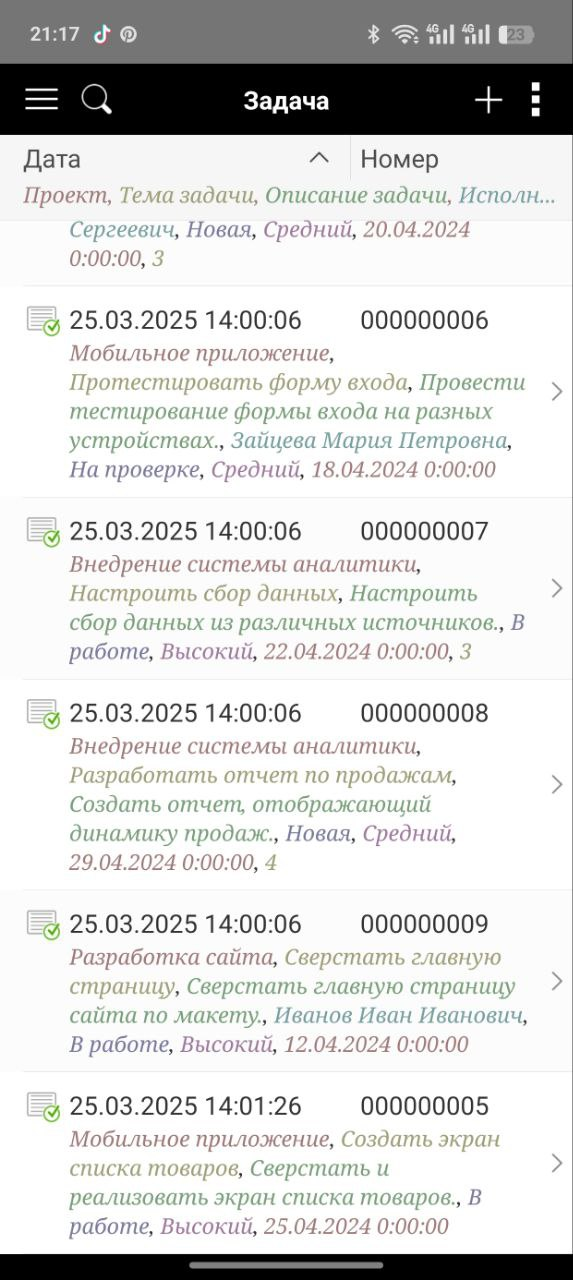 21:17
4G 4G 23
Задача
Дата Номер
Проект, Тема задачи, Описание задачи, Исполн...
Сергеевич, Новая, Средний, 20.04.2024
0:00:00, 3
25.03.2025 14:00:06 000000006
Мобильное приложение,
Протестировать форму входа, Провести
тестирование формы входа на разных
устройствах., Зайцева Мария Петровна,
На проверке, Средний, 18.04.2024 0:00:00
25.03.2025 14:00:06 000000007
Внедрение системы аналитики,
Настроить сбор данных, Настроить
сбор данных из различных источников., В
работе, Высокий, 22.04.2024 0:00:00, 3
25.03.2025 14:00:06 000000008
Внедрение системы аналитики,
Разработать отчет по продажам,
Создать отчет, отображающий
динамику продаж., Новая, Средний,
29.04.2024 0:00:00, 4
25.03.2025 14:00:06 000000009
Разработка сайта, Сверстать главную
страницу, Сверстать главную страницу
сайта по макету., Иванов Иван Иванович,
В работе, Высокий, 12.04.2024 0:00:00
25.03.2025 14:01:26 000000005
Мобильное приложение, Создать экран
списка товаров, Сверстать и
реализовать экран списка товаров., В
работе, Высокий, 25.04.2024 0:00:00